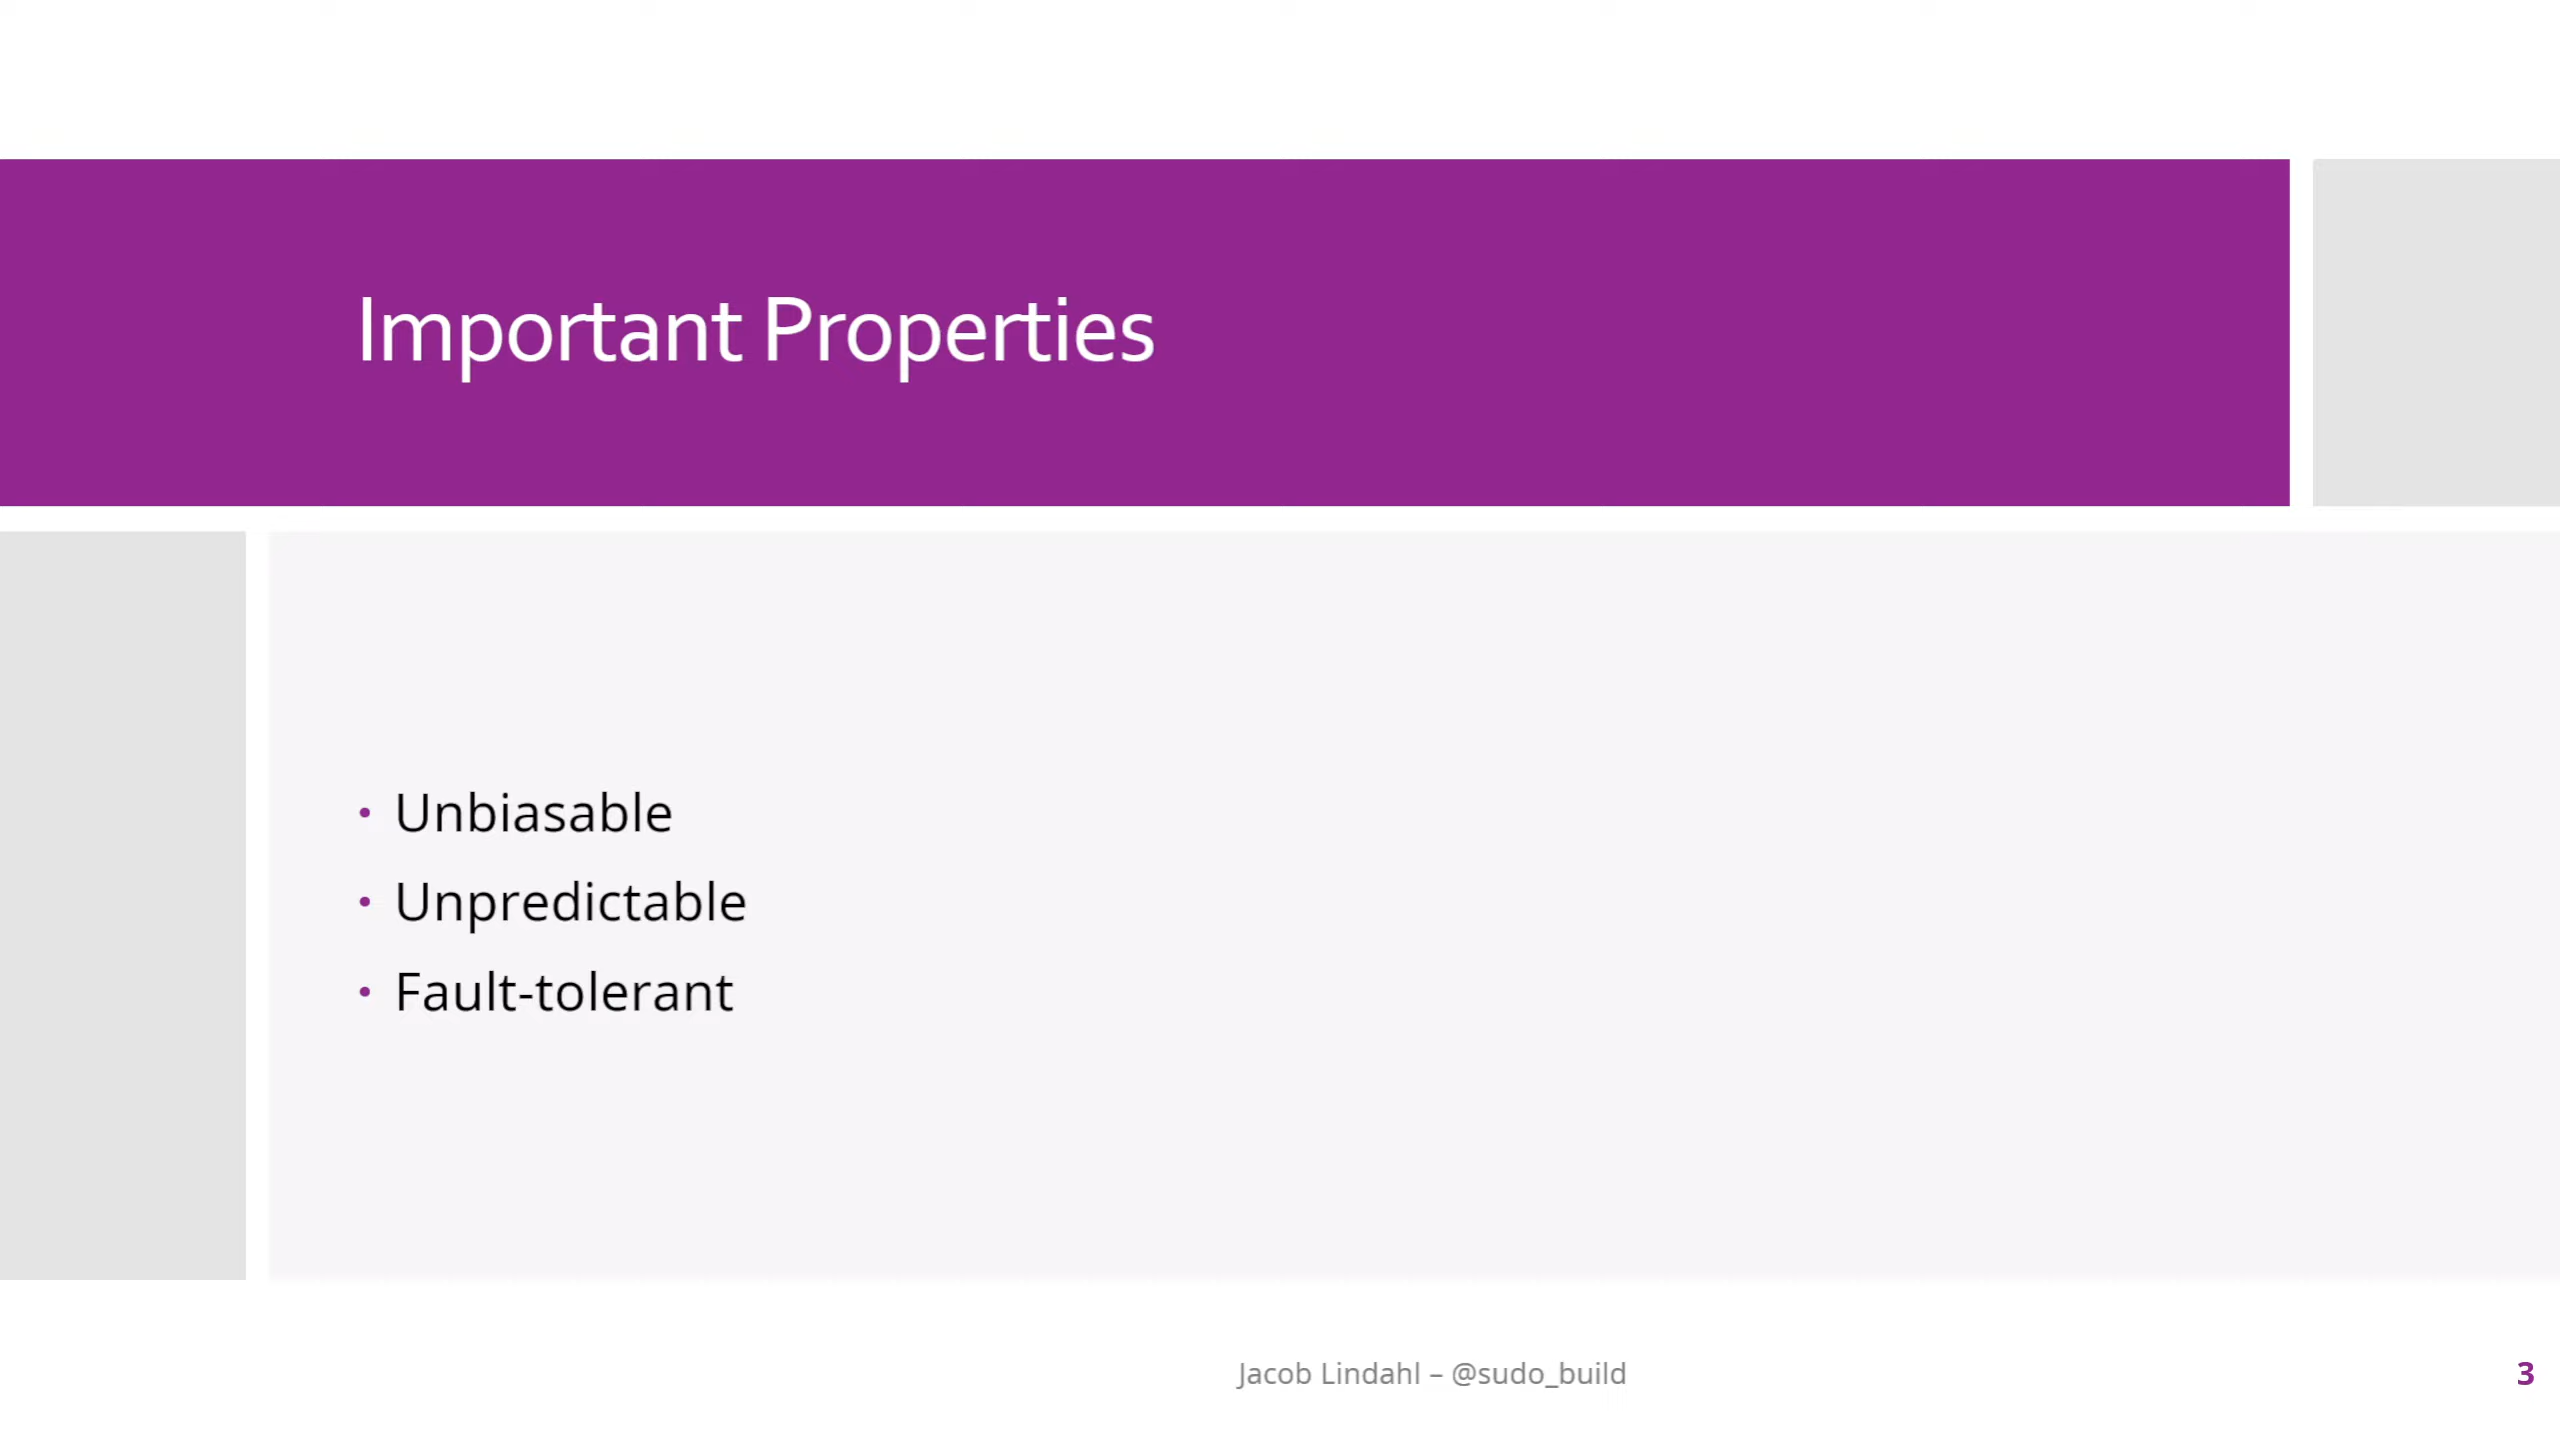 Important Properties
• Unbiasable
• Unpredictable
• Fault-tolerant
Jacob Lindahl – @sudo_build
3